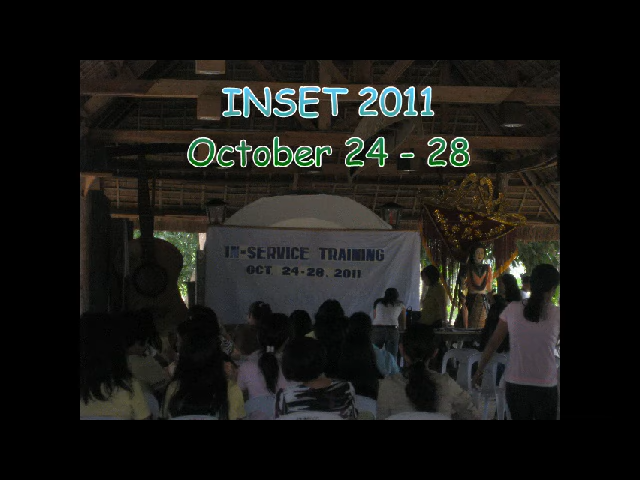 INSET 2011
October 24 - 28
IN-SERVICE TRAINING
OCT. 24-28, 2011